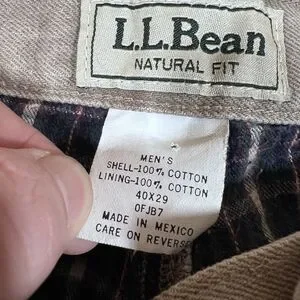 L.L.Bean
NATURAL FIT
MEN'S
SHELL-100% COTTON
LINING-100% COTTON
40X29
0FJB7
MADE IN MEXICO
CARE ON REVERSE